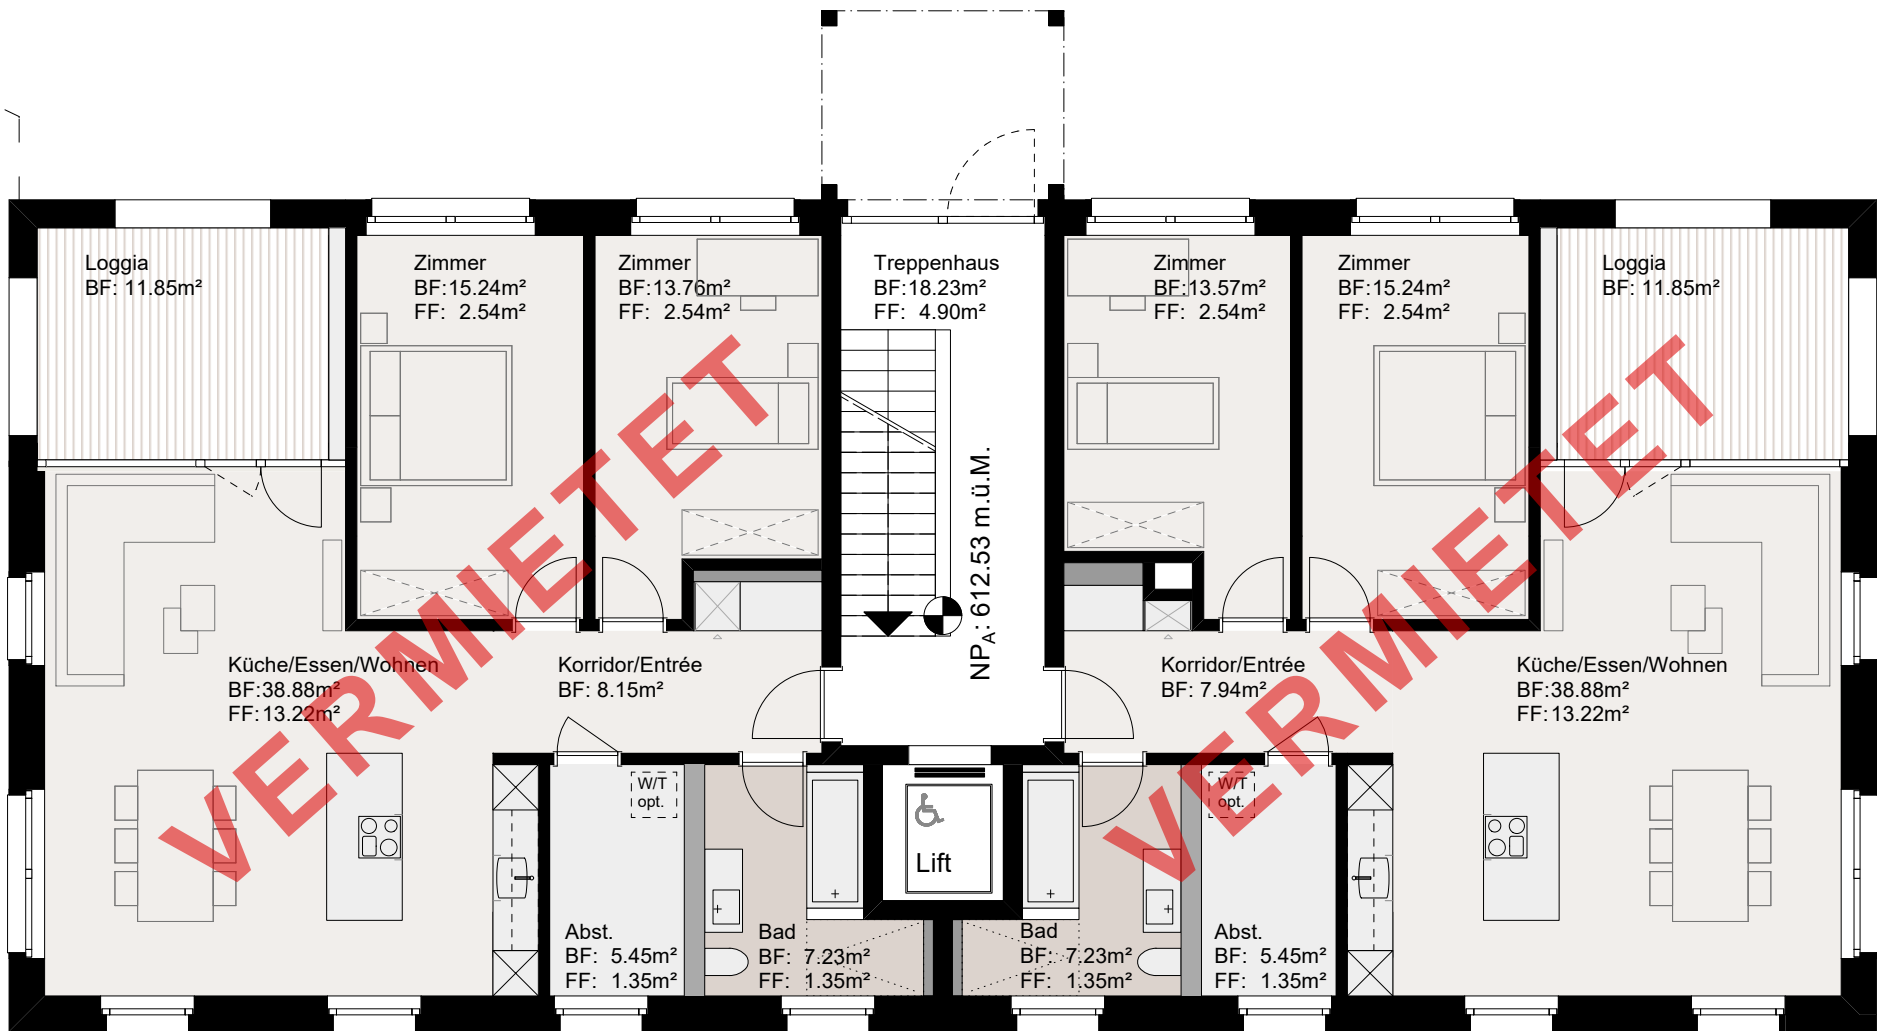 Loggia
BF: 11.85m²
Zimmer
BF:15.24m²
FF: 2.54m²
Zimmer
BF:13.76m²
FF: 2.54m²
Treppenhaus
BF:18.23m²
FF: 4.90m²
Zimmer
BF:13.57m²
FF: 2.54m²
Zimmer
BF:15.24m²
FF: 2.54m²
Loggia
BF: 11.85m²
VERMIETET
NPA: 612.53 m.ü.M.
VERMIETET
Küche/Essen/Wohnen
BF:38.88m²
FF:13.22m²
Korridor/Entrée
BF: 8.15m²
Korridor/Entrée
BF: 7.94m²
Küche/Essen/Wohnen
BF:38.88m²
FF:13.22m²
W/T
opt.
Lift
W/T
opt.
Abst.
BF: 5.45m²
FF: 1.35m²
Bad
BF: 7.23m²
FF: 1.35m²
Bad
BF: 7.23m²
FF: 1.35m²
Abst.
BF: 5.45m²
FF: 1.35m²